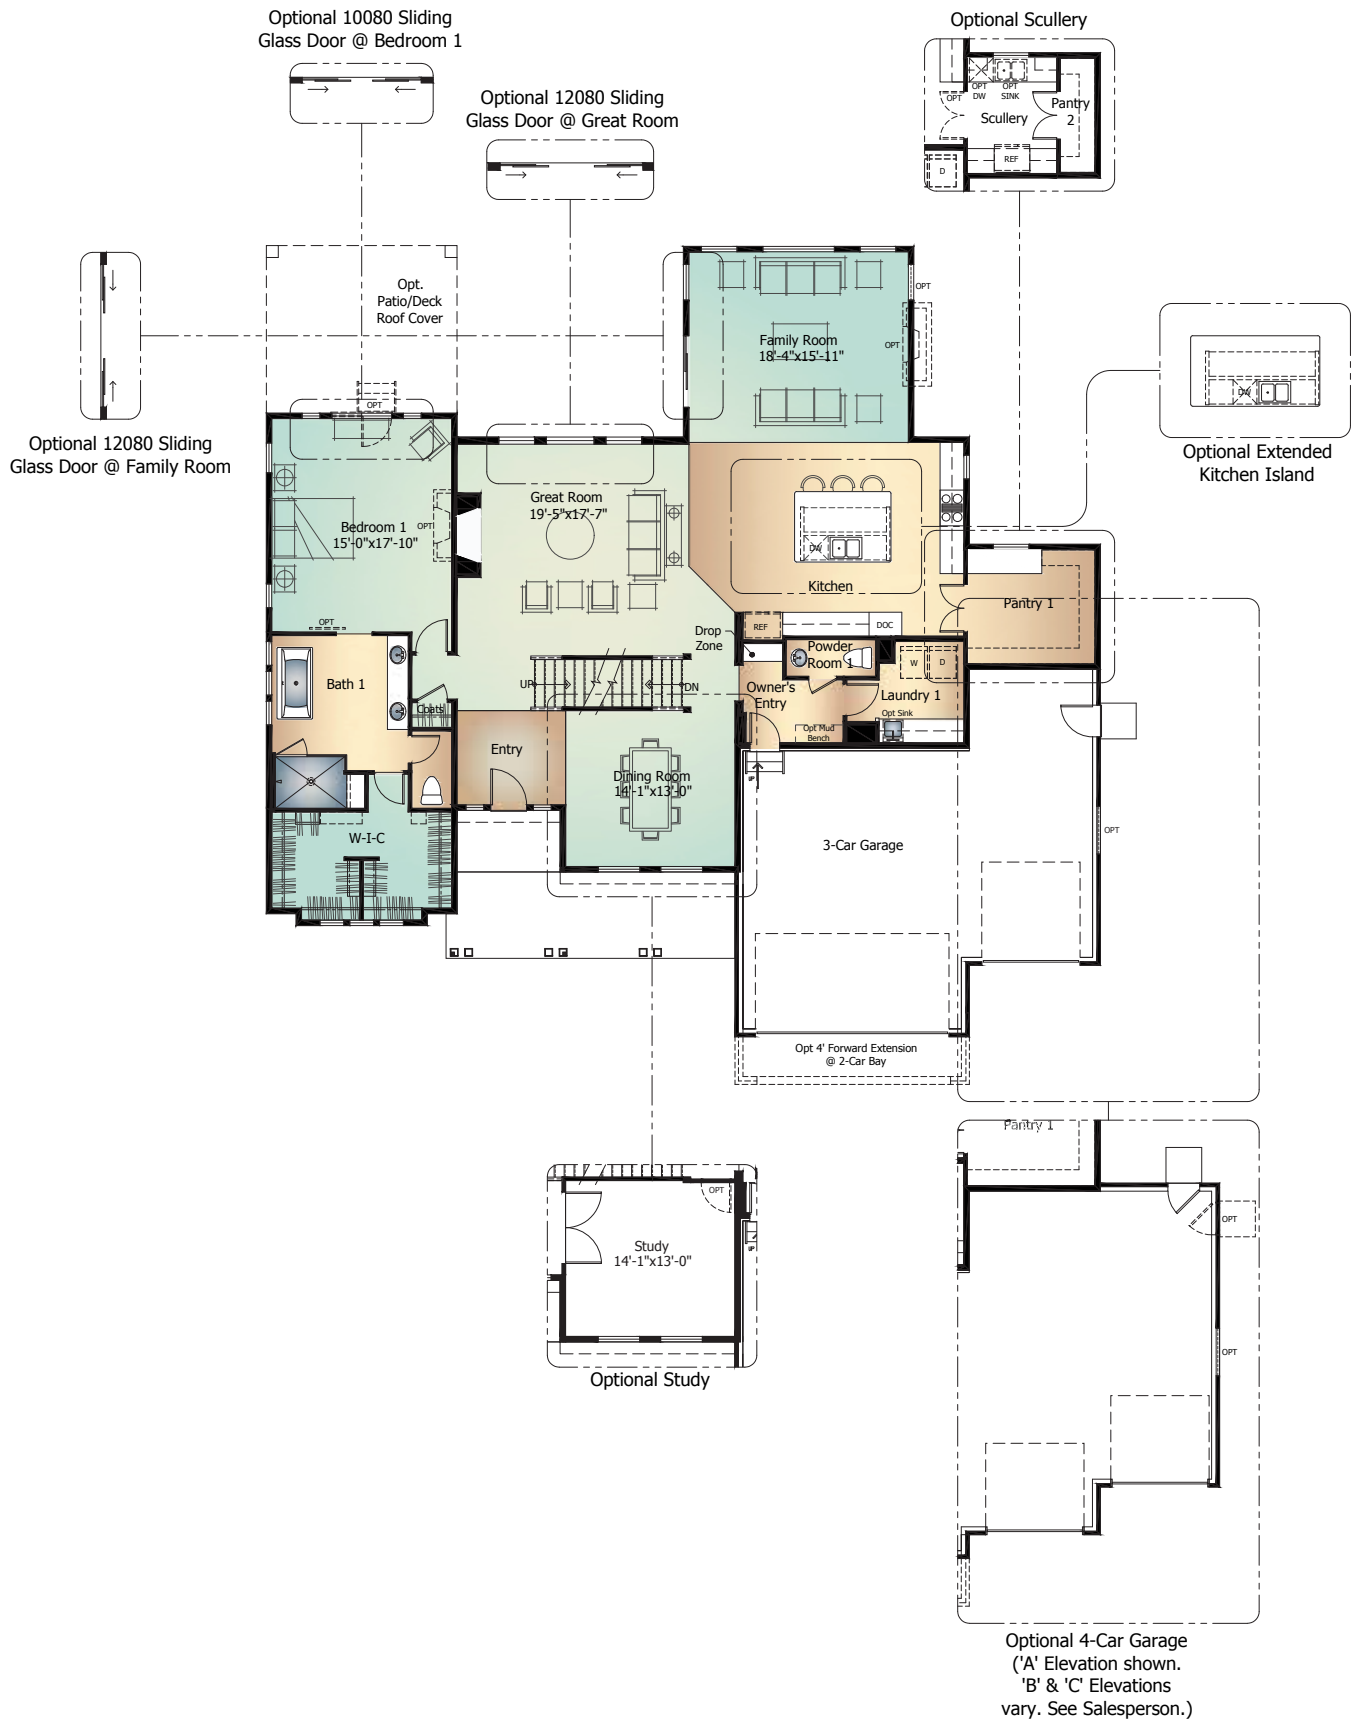 Optional 10080 Sliding
Glass Door @ Bedroom 1
Optional Scullery
Optional 12080 Sliding
Glass Door @ Great Room
OPT
OPT
DW
OPT
SINK
Scullery
Pantry
2
REF
D
Opt.
Patio/Deck
Roof Cover
OPT
Family Room
18'-4"x15'-11"
OPT
DW
Optional 12080 Sliding
Glass Door @ Family Room
Optional Extended
Kitchen Island
OPT
Great Room
19'-5"x17'-7"
Bedroom 1
15'-0"x17'-10"
OPT
DW
Kitchen
Pantry 1
OPT
REF
DOC
Drop
Zone
Powder
Room 1
W
D
Bath 1
UP
DN
Owner's
Entry
Laundry 1
Coats
Opt Sink
Opt Mud
Bench
Entry
Dining Room
14'-1"x13'-0"
UP
W-I-C
3-Car Garage
OPT
Opt 4' Forward Extension
@ 2-Car Bay
Pantry 1
OPT
OPT
Study
14'-1"x13'-0"
UP
OPT
Optional Study
Optional 4-Car Garage
('A' Elevation shown.
'B' & 'C' Elevations
vary. See Salesperson.)